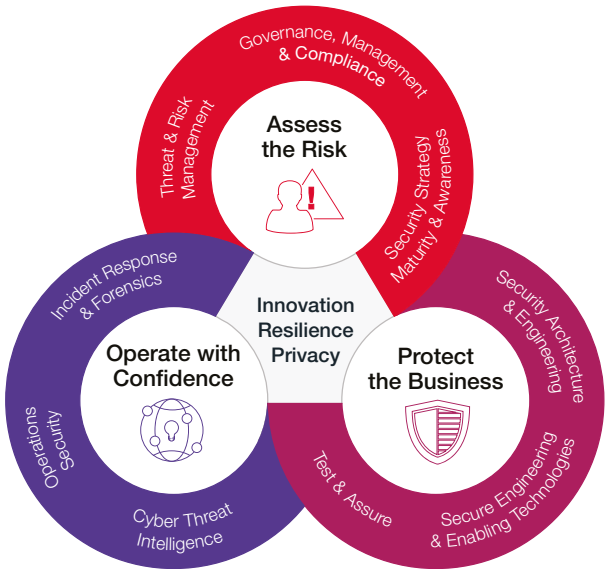 Governance, Management
& Compliance
Threat & Risk
Management
Assess
the Risk
!
Security Strategy
Maturity & Awareness
Incident Response
& Forensics
Innovation
Resilience
Privacy
Security Architecture
& Engineering
Operate with
Confidence
Protect
the Business
Operations
Security
Cyber Threat
Intelligence
Test & Assure
Secure Engineering
& Enabling Technologies